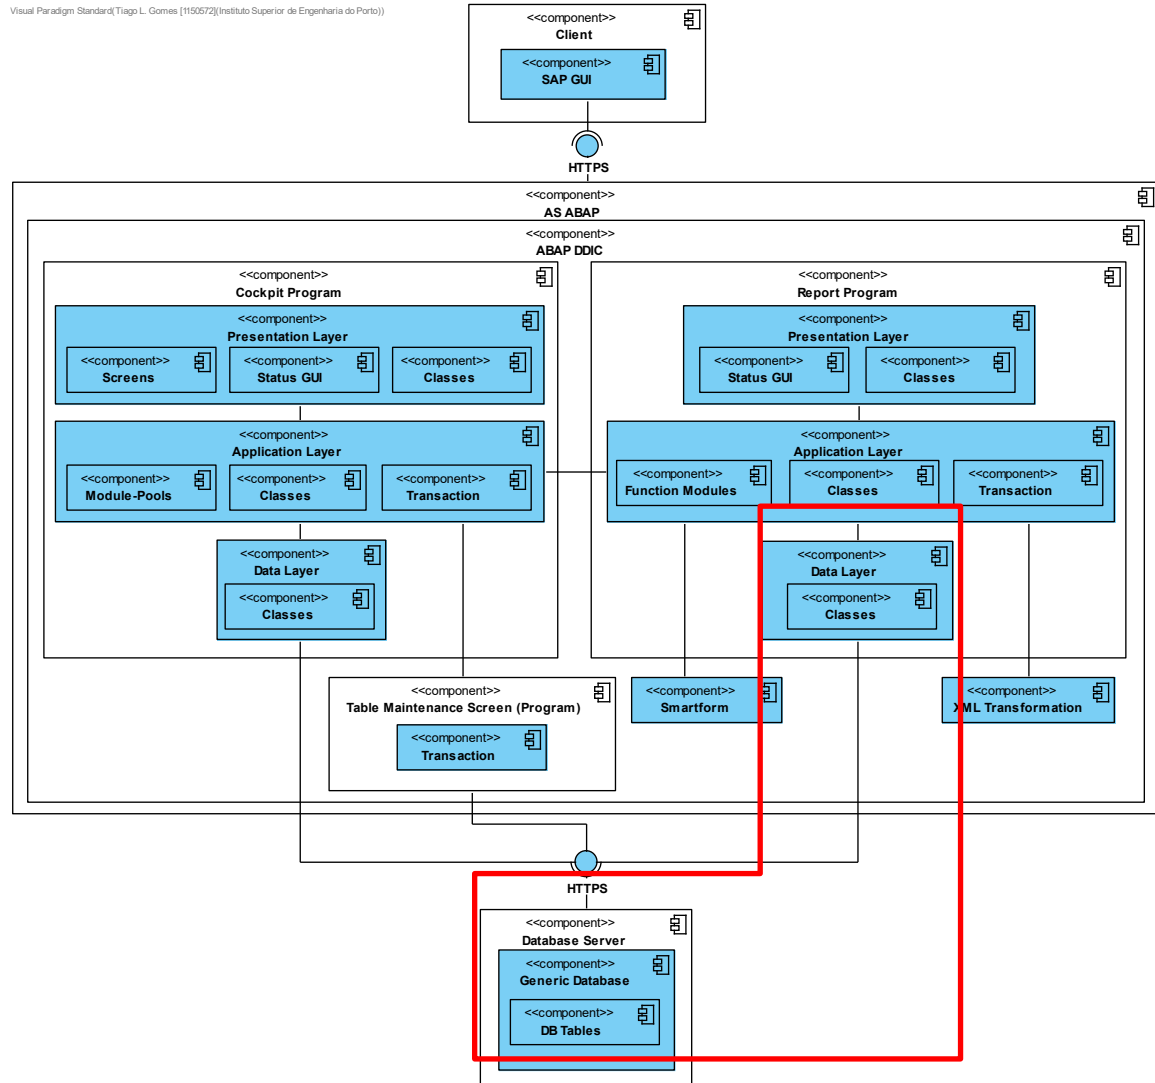 Visual Paradigm Standard(Tiago L. Gomes [1150572](Instituto Superior de Engenharia do Porto))
<<component>>
Client
<<component>>
SAP GUI
HTTPS
<<component>>
AS ABAP
<<component>>
ABAP DDIC
<<component>>
Cockpit Program
<<component>>
Presentation Layer
<<component>>
Screens
<<component>>
Status GUI
<<component>>
Classes
<<component>>
Application Layer
<<component>>
Module-Pools
<<component>>
Classes
<<component>>
Transaction
<<component>>
Data Layer
<<component>>
Classes
<<component>>
Report Program
<<component>>
Presentation Layer
<<component>>
Status GUI
<<component>>
Classes
<<component>>
Application Layer
<<component>>
Function Modules
<<component>>
Classes
<<component>>
Transaction
<<component>>
Data Layer
<<component>>
Classes
<<component>>
Table Maintenance Screen (Program)
<<component>>
Transaction
<<component>>
Smartform
<<component>>
XML Transformation
HTTPS
<<component>>
Database Server
<<component>>
Generic Database
<<component>>
DB Tables